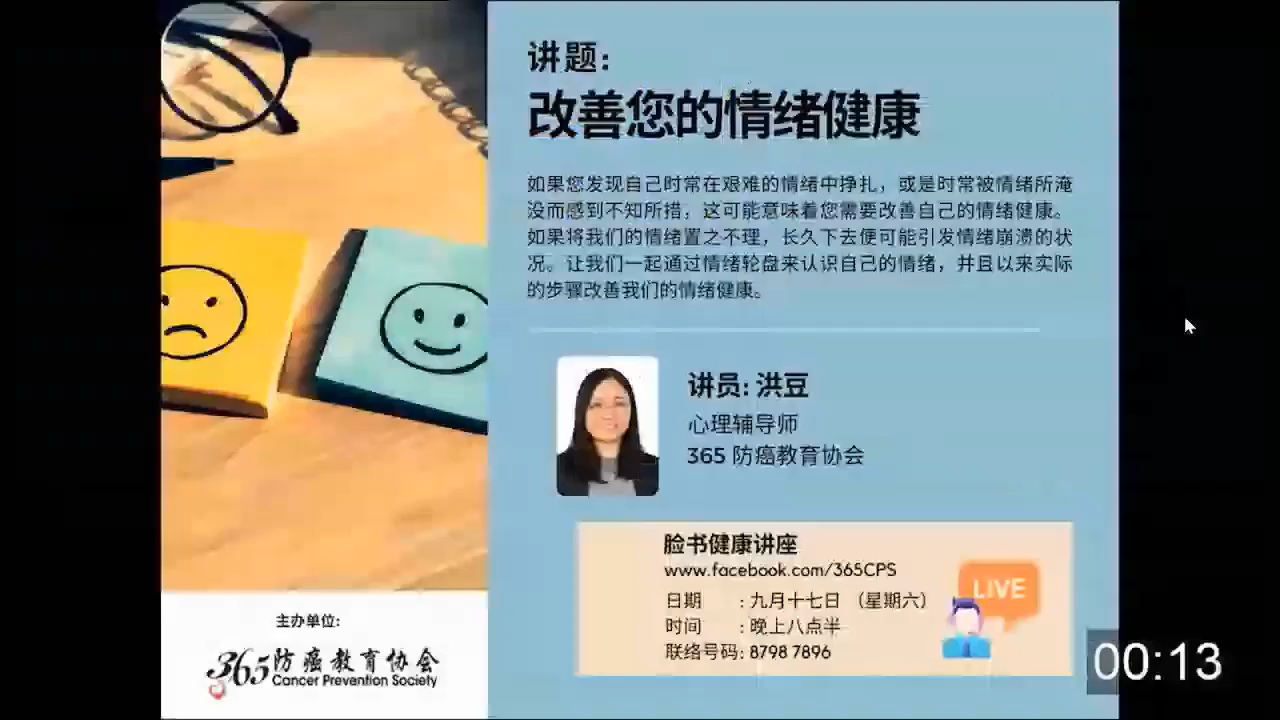 讲题:
改善您的情绪健康
如果您发现自己时常在艰难的情绪中挣扎，或是时常被情绪所淹
没而感到不知所措，这可能意味着您需要改善自己的情绪健康。
如果将我们的情绪置之不理，长久下去便可能引发情绪崩溃的状
况。让我们一起通过情绪轮盘来认识自己的情绪，并且以来实际
的步骤改善我们的情绪健康。
讲员: 洪豆
心理辅导师
365 防癌教育协会
脸书健康讲座
www.facebook.com/365CPS
日期 : 九月十七日 （星期六）
时间 : 晚上八点半
联络号码: 8798 7896
LIVE
主办单位:
365防癌教育协会
Cancer Prevention Society
00:13